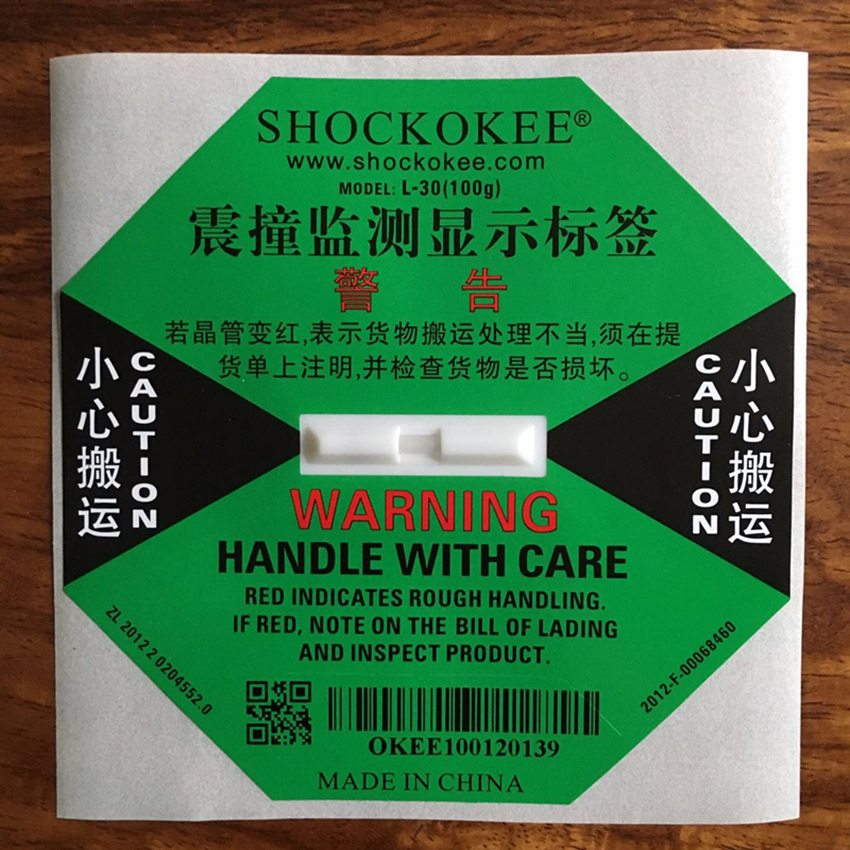 SHOCKOKEE®
www.shockokee.com
MODEL: L-30(100g)
震撞监测显示标签
警 告
若晶管变红,表示货物搬运处理不当,须在提
货单上注明,并检查货物是否损坏。
小心搬运
CAUTION
CAUTION
小心搬运
WARNING
HANDLE WITH CARE
RED INDICATES ROUGH HANDLING.
IF RED, NOTE ON THE BILL OF LADING
AND INSPECT PRODUCT.
ZL 2012 2 0204552.0
2012-F-00068460
OKEE100120139
MADE IN CHINA